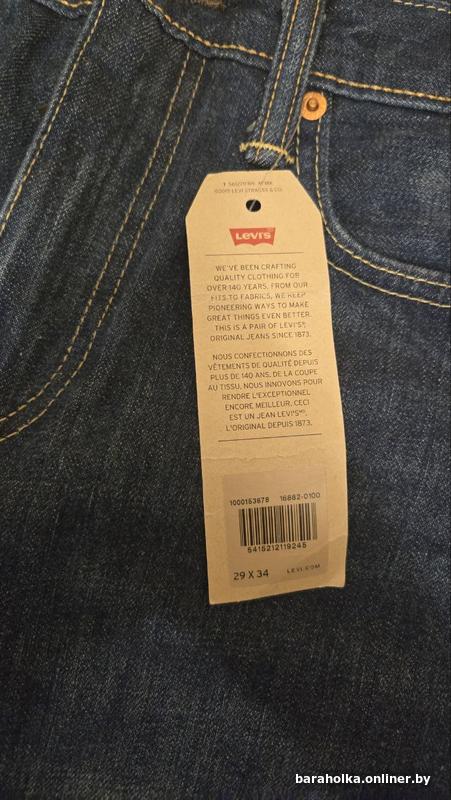 ©2015 LEVI STRAUSS & CO.
LEVI'S
WE'VE BEEN CRAFTING
QUALITY CLOTHING FOR
OVER 140 YEARS. FROM OUR
FITS TO FABRICS, WE KEEP
PIONEERING WAYS TO MAKE
GREAT THINGS EVEN BETTER.
THIS IS A PAIR OF LEVI'S®,
ORIGINAL JEANS SINCE 1873.
NOUS CONFECTIONNONS DES
VÊTEMENTS DE QUALITÉ DEPUIS
PLUS DE 140 ANS. DE LA COUPE
AU TISSU, NOUS INNOVONS POUR
RENDRE L'EXCEPTIONNEL
ENCORE MEILLEUR. CECI
EST UN JEAN LEVI'S
L'ORIGINAL DEPUIS 1873.
1000153678 16882-0100
5415212119245
29 X 34 LEVI.COM
baraholka.onliner.by